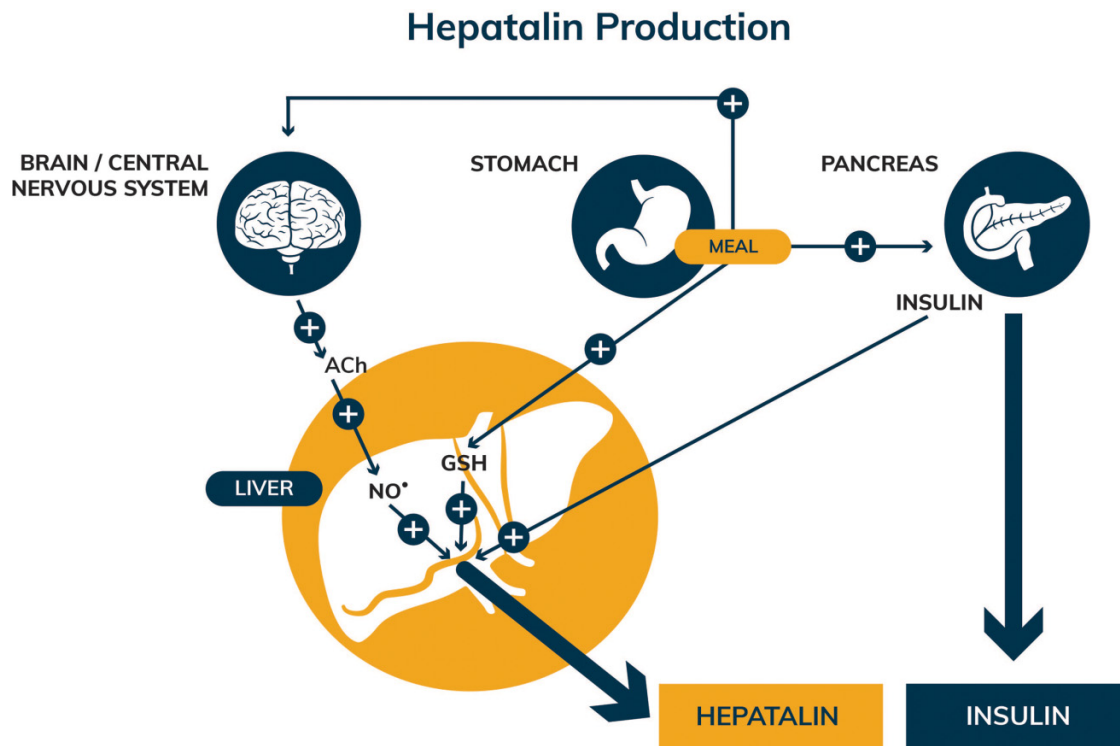 Hepatalin Production
BRAIN / CENTRAL
NERVOUS SYSTEM
STOMACH
PANCREAS
MEAL
INSULIN
ACh
LIVER
NO•
GSH
HEPATALIN
INSULIN